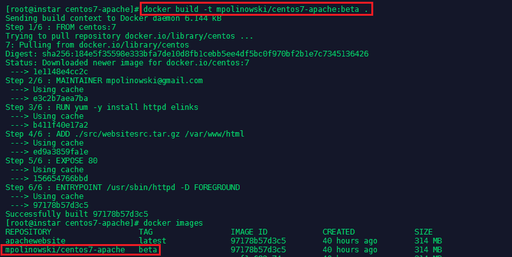 [root@instar centos7-apache]# docker build -t mpolinowski/centos7-apache:beta .
Sending build context to Docker daemon 6.144 kB
Step 1/6 : FROM centos:7
Trying to pull repository docker.io/library/centos ...
7: Pulling from docker.io/library/centos
Digest: sha256:184e5f35598e333bfa7de10d8fb1cebb5ee4df5bc0f970bf2b1e7c7345136426
Status: Downloaded newer image for docker.io/centos:7
 ---> 1e1148e4cc2c
Step 2/6 : MAINTAINER mpolinowski@gmail.com
 ---> Using cache
 ---> e3c2b7aea7ba
Step 3/6 : RUN yum -y install httpd elinks
 ---> Using cache
 ---> b411f40e17a2
Step 4/6 : ADD ./src/websitesrc.tar.gz /var/www/html
 ---> Using cache
 ---> ed9a3859fa1e
Step 5/6 : EXPOSE 80
 ---> Using cache
 ---> 156654766bbd
Step 6/6 : ENTRYPOINT /usr/sbin/httpd -D FOREGROUND
 ---> Using cache
 ---> 97178b57d3c5
Successfully built 97178b57d3c5
[root@instar centos7-apache]# docker images
REPOSITORY TAG IMAGE ID CREATED SIZE
apachewebsite latest 97178b57d3c5 40 hours ago 314 MB
mpolinowski/centos7-apache beta 97178b57d3c5 40 hours ago 314 MB